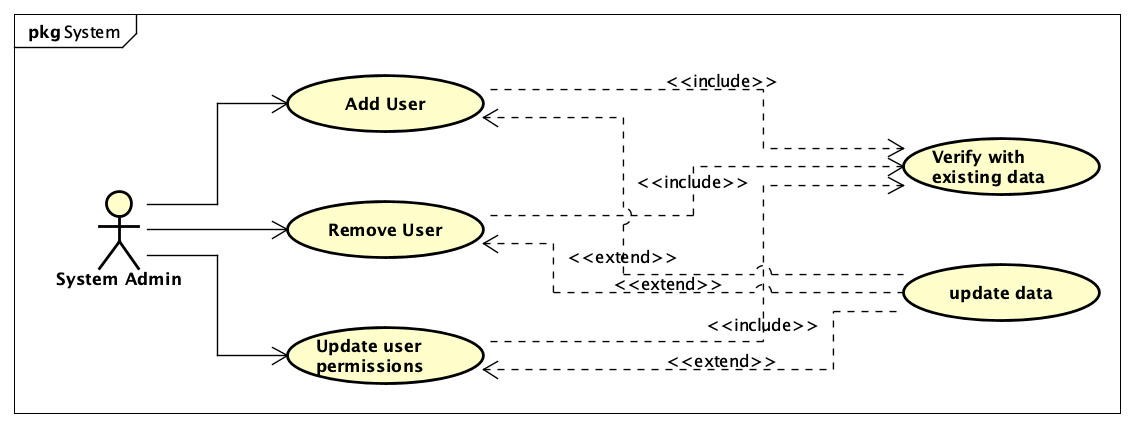 pkg System
<<include>>
Add User
Verify with
existing data
<<include>>
Remove User
<<extend>>
System Admin
<<extend>>
update data
<<include>>
Update user
permissions
<<extend>>